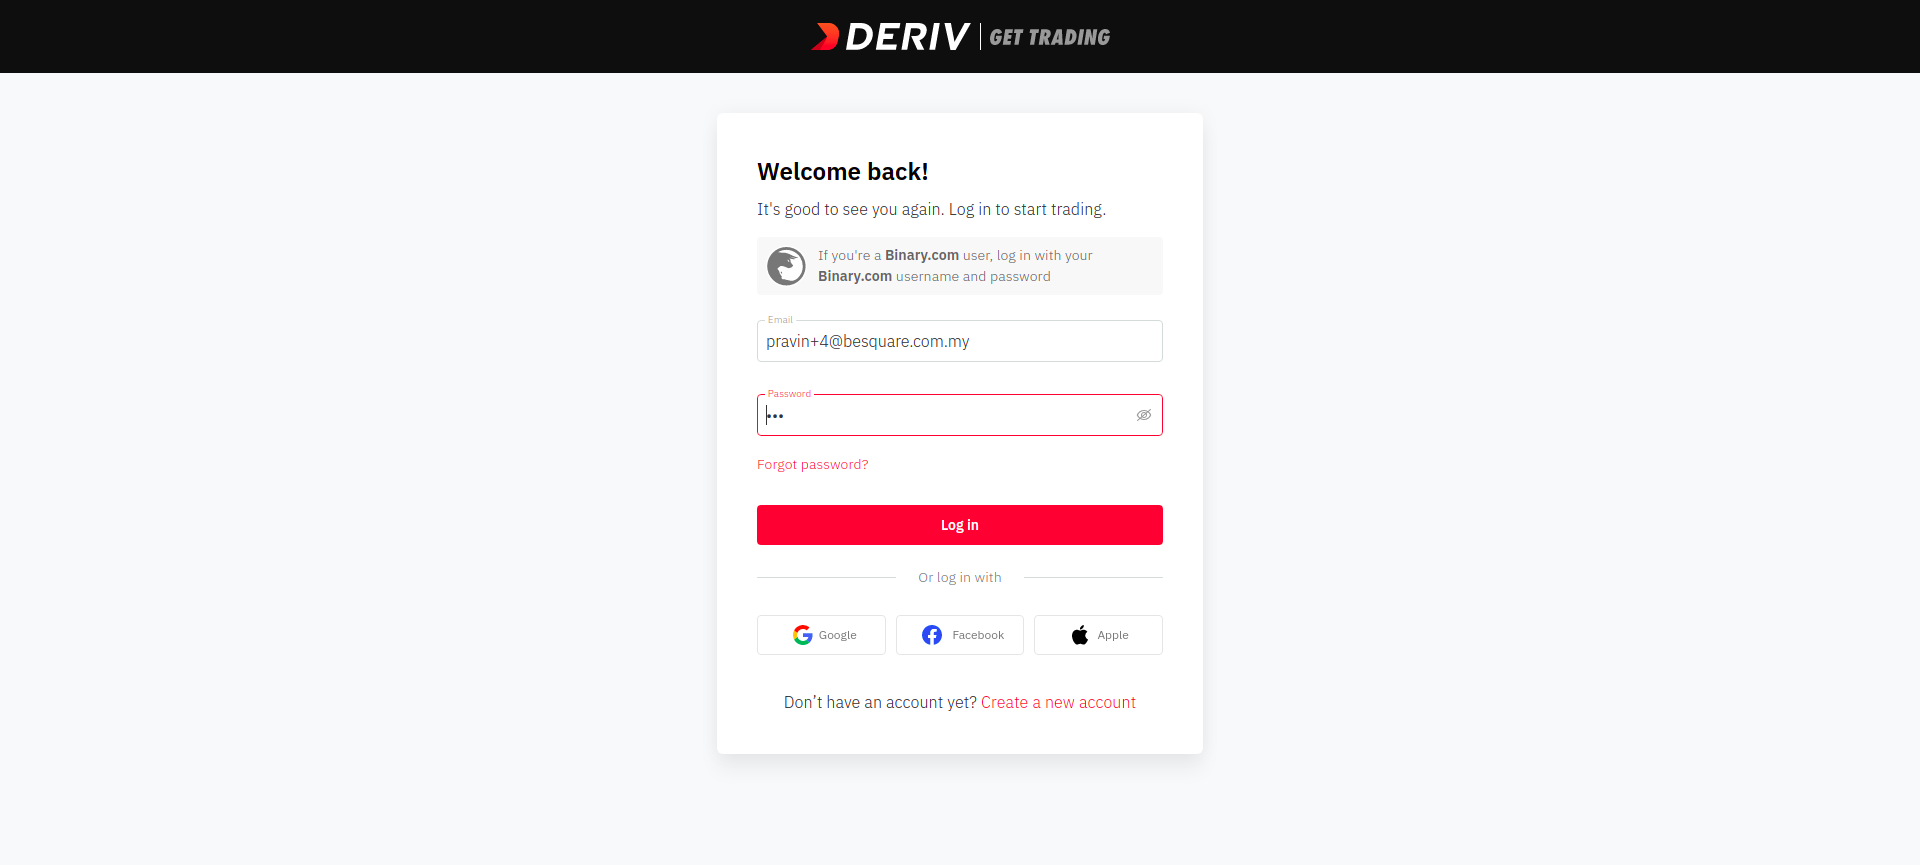 DERIV | GET TRADING
Welcome back!
It's good to see you again. Log in to start trading.
If you're a Binary.com user, log in with your
Binary.com username and password
Email
pravin+4@besquare.com.my
Password
•••
Forgot password?
Log in
Or log in with
Google
Facebook
Apple
Don’t have an account yet? Create a new account